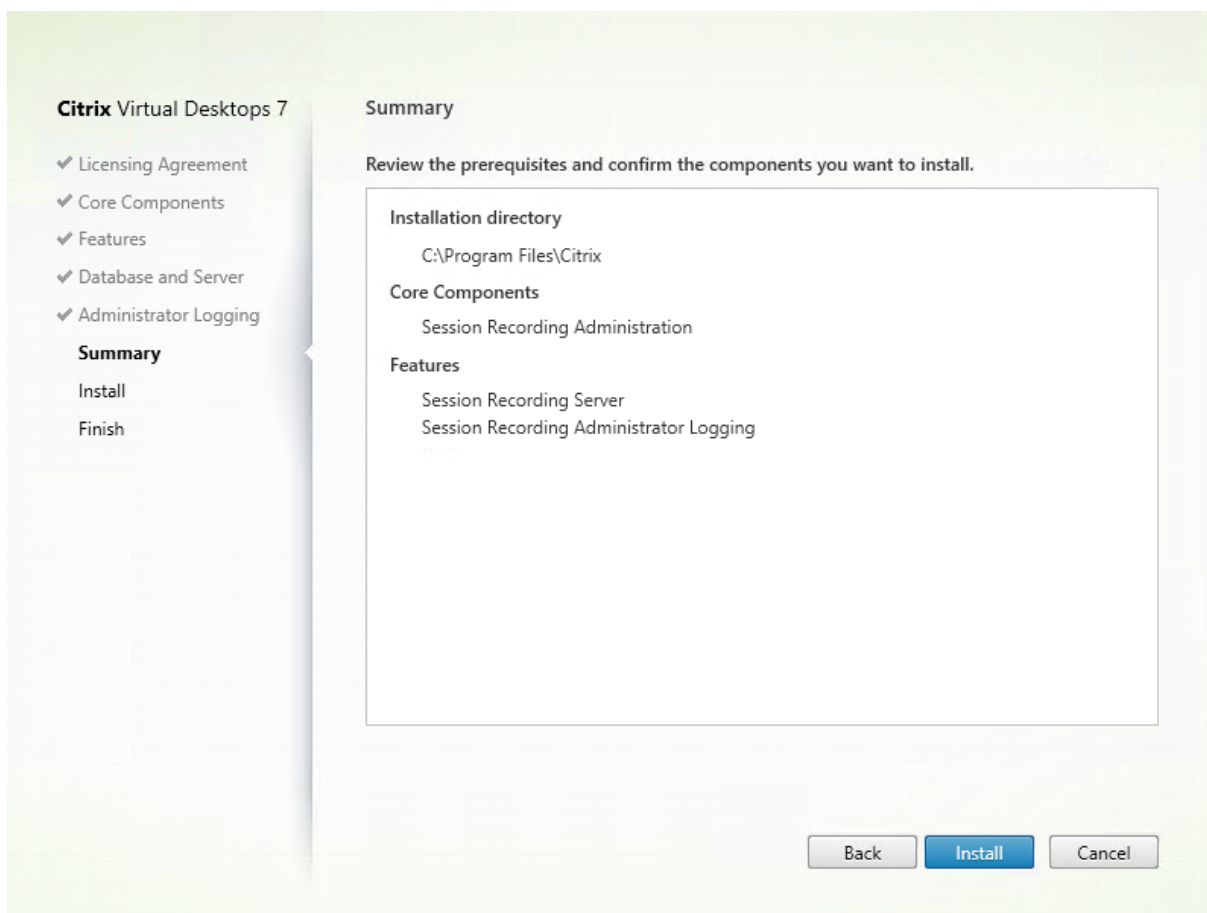 Citrix Virtual Desktops 7
Licensing Agreement
Core Components
Features
Database and Server
Administrator Logging
Summary
Install
Finish
Summary
Review the prerequisites and confirm the components you want to install.
Installation directory
C:\Program Files\Citrix
Core Components
Session Recording Administration
Features
Session Recording Server
Session Recording Administrator Logging
Back Install Cancel